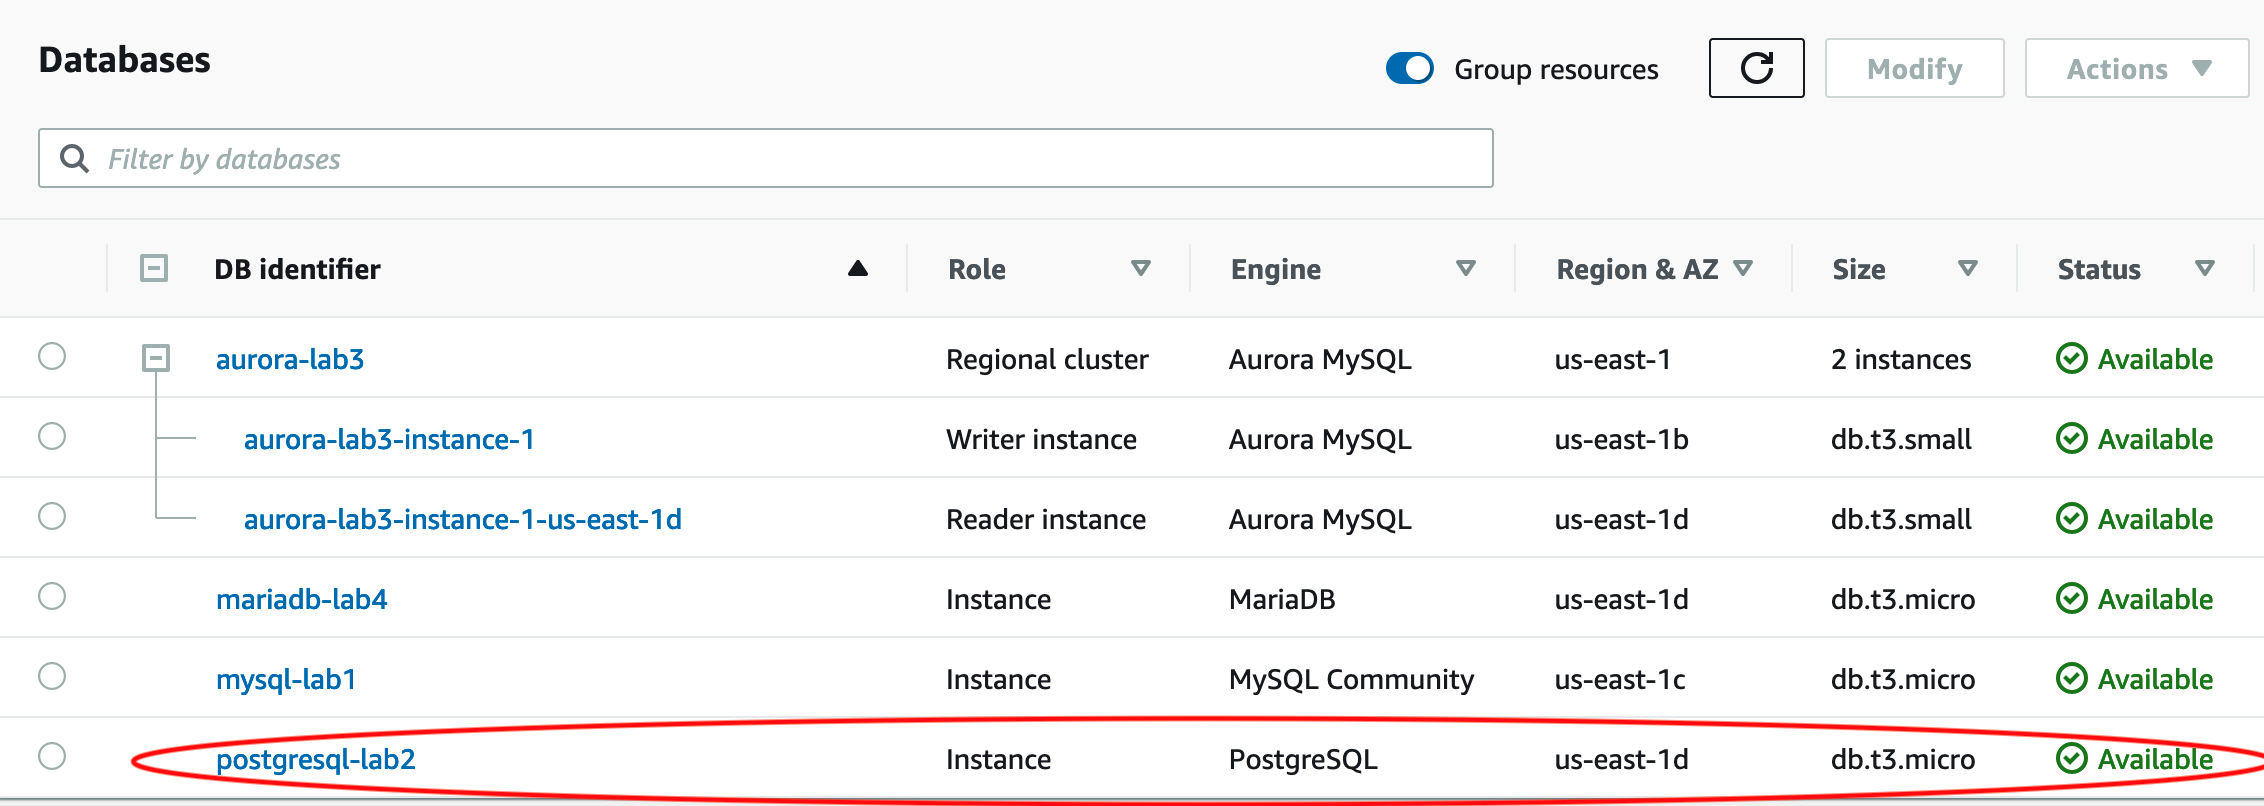 Databases
Group resources
Modify
Actions
Filter by databases
DB identifier Role Engine Region & AZ Size Status
aurora-lab3 Regional cluster Aurora MySQL us-east-1 2 instances Available
aurora-lab3-instance-1 Writer instance Aurora MySQL us-east-1b db.t3.small Available
aurora-lab3-instance-1-us-east-1d Reader instance Aurora MySQL us-east-1d db.t3.small Available
mariadb-lab4 Instance MariaDB us-east-1d db.t3.micro Available
mysql-lab1 Instance MySQL Community us-east-1c db.t3.micro Available
postgresql-lab2 Instance PostgreSQL us-east-1d db.t3.micro Available